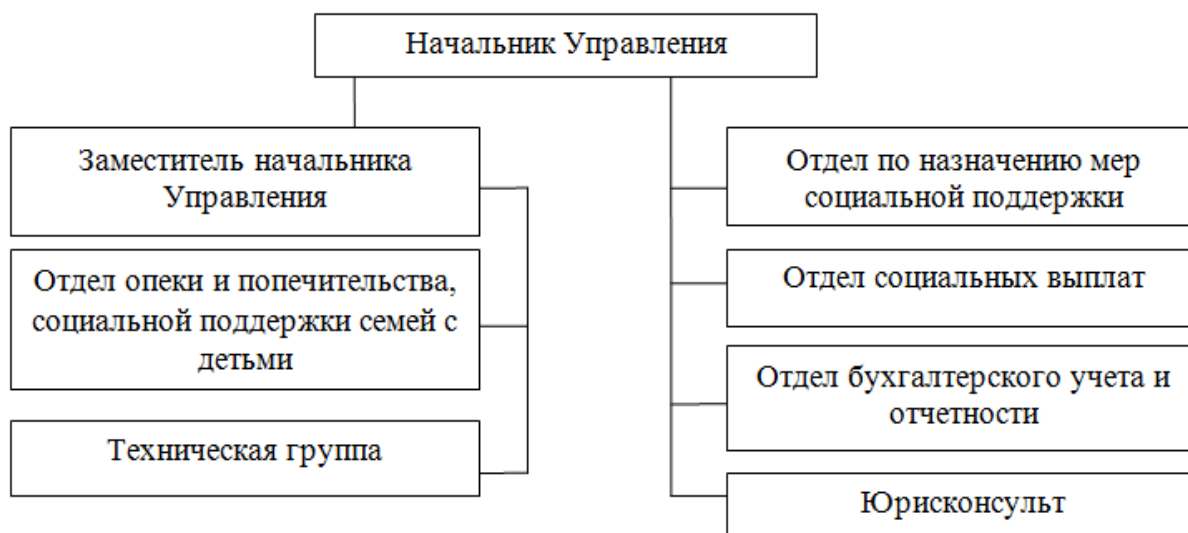 Начальник Управления
Заместитель начальника
Управления
Отдел опеки и попечительства,
социальной поддержки семей с
детьми
Техническая группа
Отдел по назначению мер
социальной поддержки
Отдел социальных выплат
Отдел бухгалтерского учета и
отчетности
Юрисконсульт